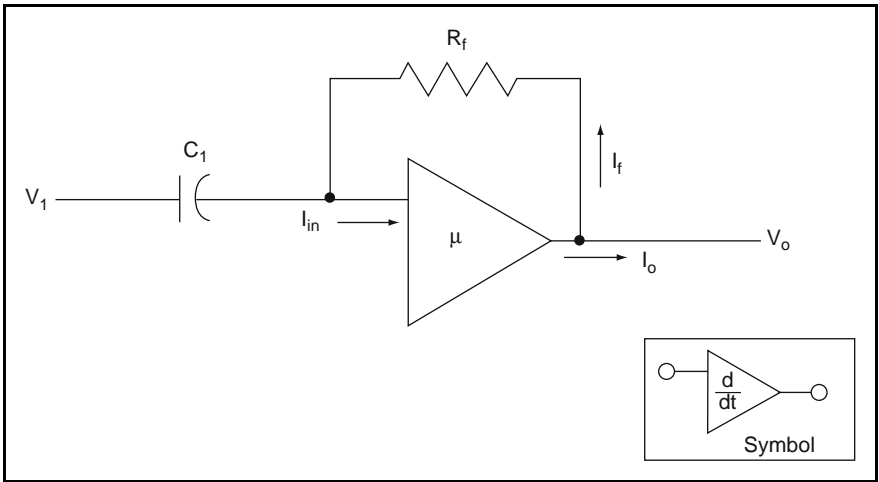 R_f
C_1
I_f
V_1
I_in
μ
V_o
I_o
d
dt
Symbol